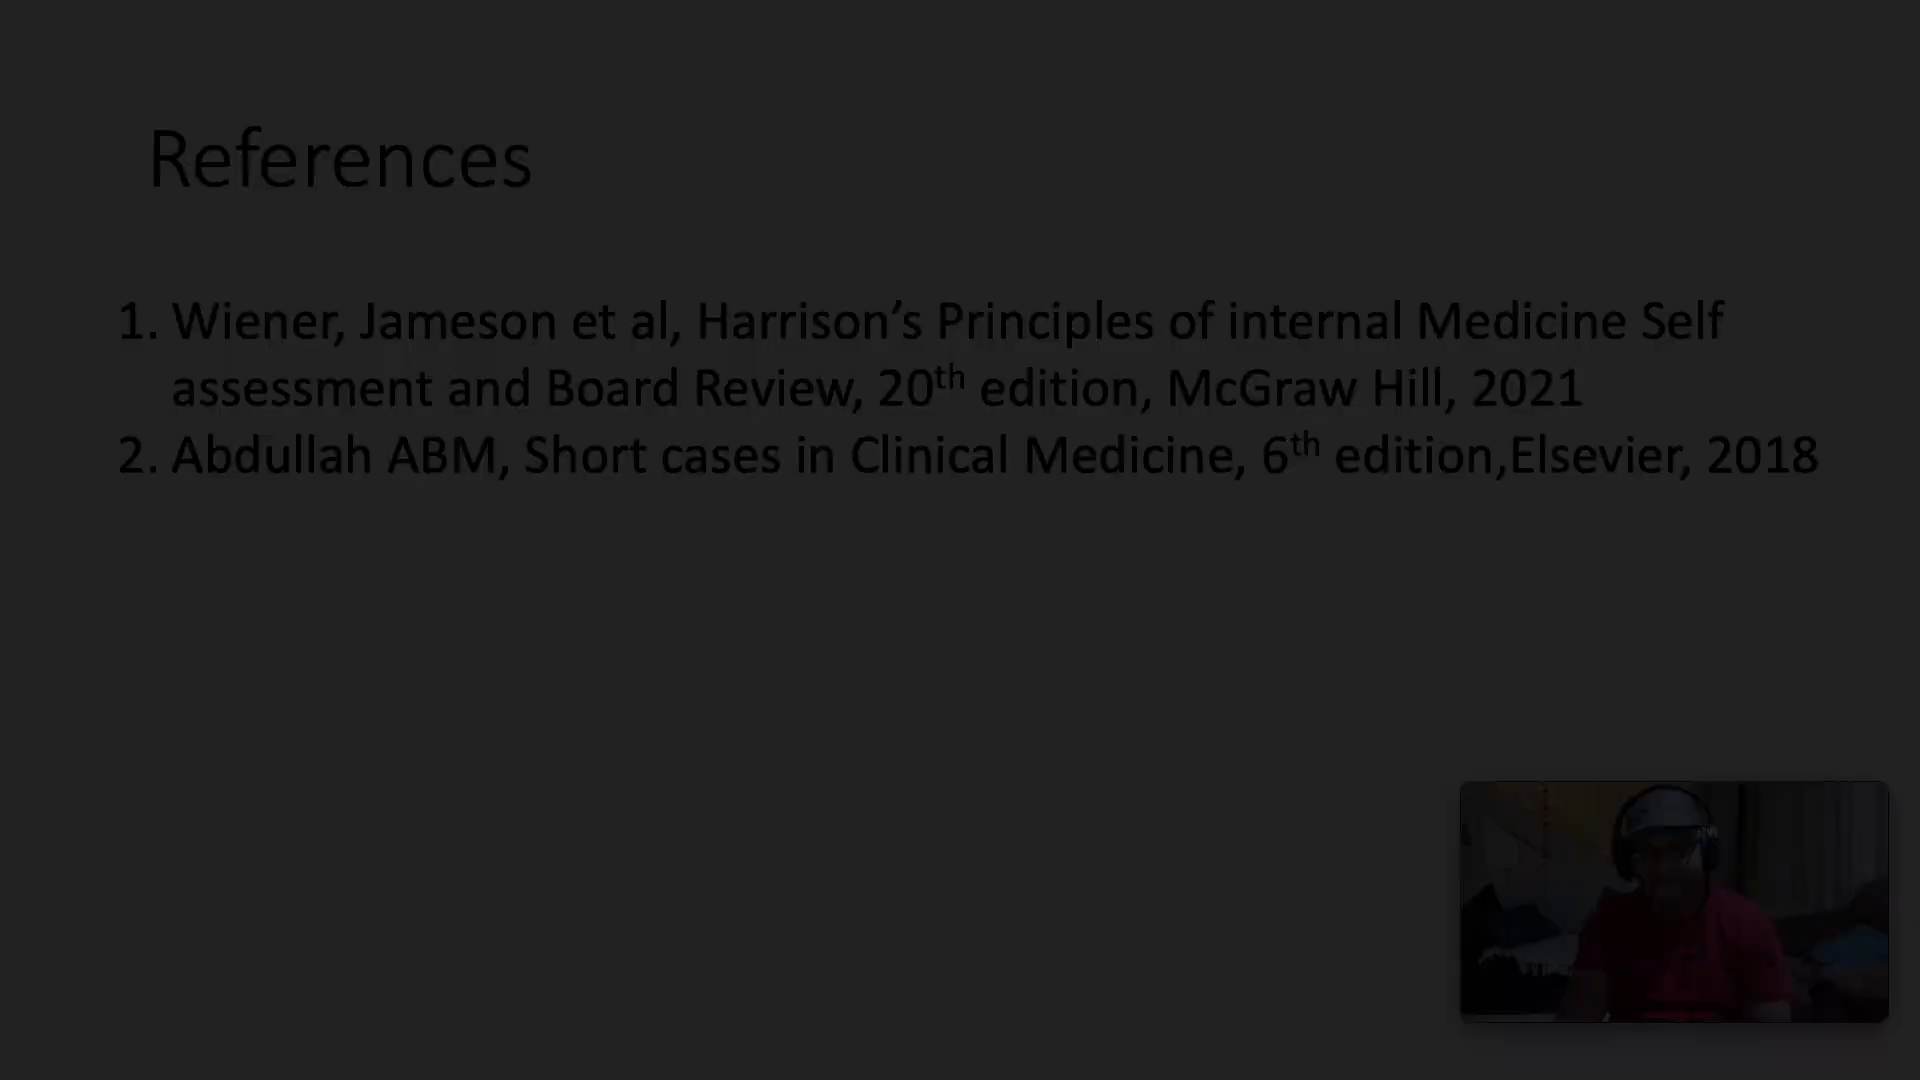 References
1. Wiener, Jameson et al, Harrison’s Principles of internal Medicine Self
assessment and Board Review, 20th edition, McGraw Hill, 2021
2. Abdullah ABM, Short cases in Clinical Medicine, 6th edition,Elsevier, 2018